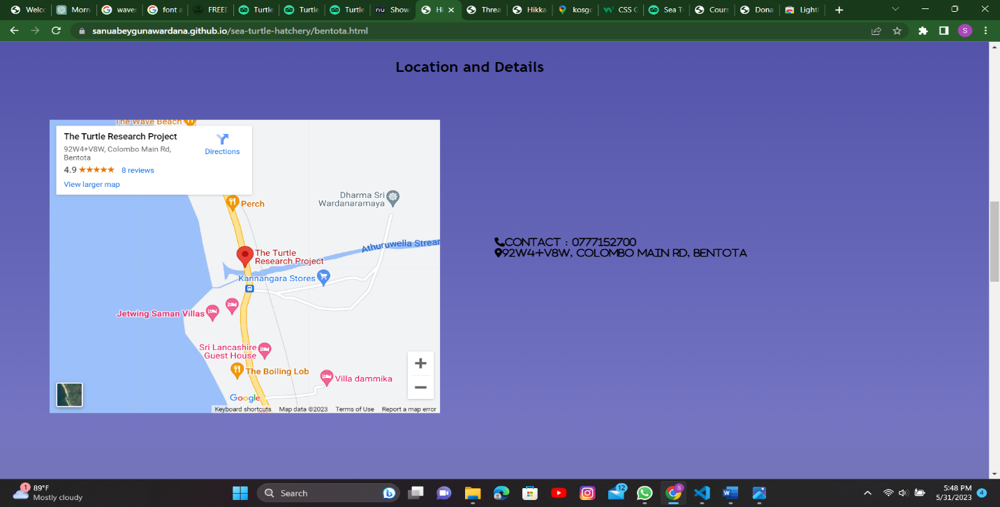 Welco
Morn
wave
font a
FREE
Turtle
Turtle
Turtle
nu Show
Hi
Threa
Hikka
kosgo
CSS G
Sea T
Cours
Dona
Light
sanuabeygunawardana.github.io/sea-turtle-hatchery/bentota.html
S
Location and Details
The Wave Beach
The Turtle Research Project
92W4+V8W, Colombo Main Rd,
Bentota
Directions
4.9 ★★★★★ 8 reviews
View larger map
Perch
Dharma Sri
Wardanaramaya
Athuruwella Strear
The Turtle
Research Project
Kannangara Stores
Jetwing Saman Villas
Sri Lancashire
Guest House
The Boiling Lob
Villa dammika
Google
Keyboard shortcuts Map data ©2023 Terms of Use Report a map error
CONTACT : 0777152700
92W4+V8W, COLOMBO MAIN RD, BENTOTA
1
89°F
Mostly cloudy
Search
12
S
5:48 PM
5/31/2023
4